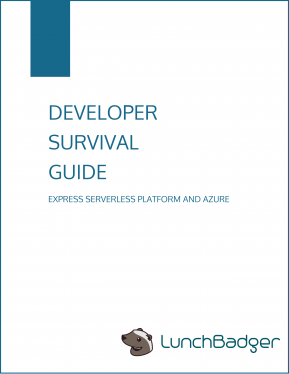 DEVELOPER
SURVIVAL
GUIDE
EXPRESS SERVERLESS PLATFORM AND AZURE
LunchBadger